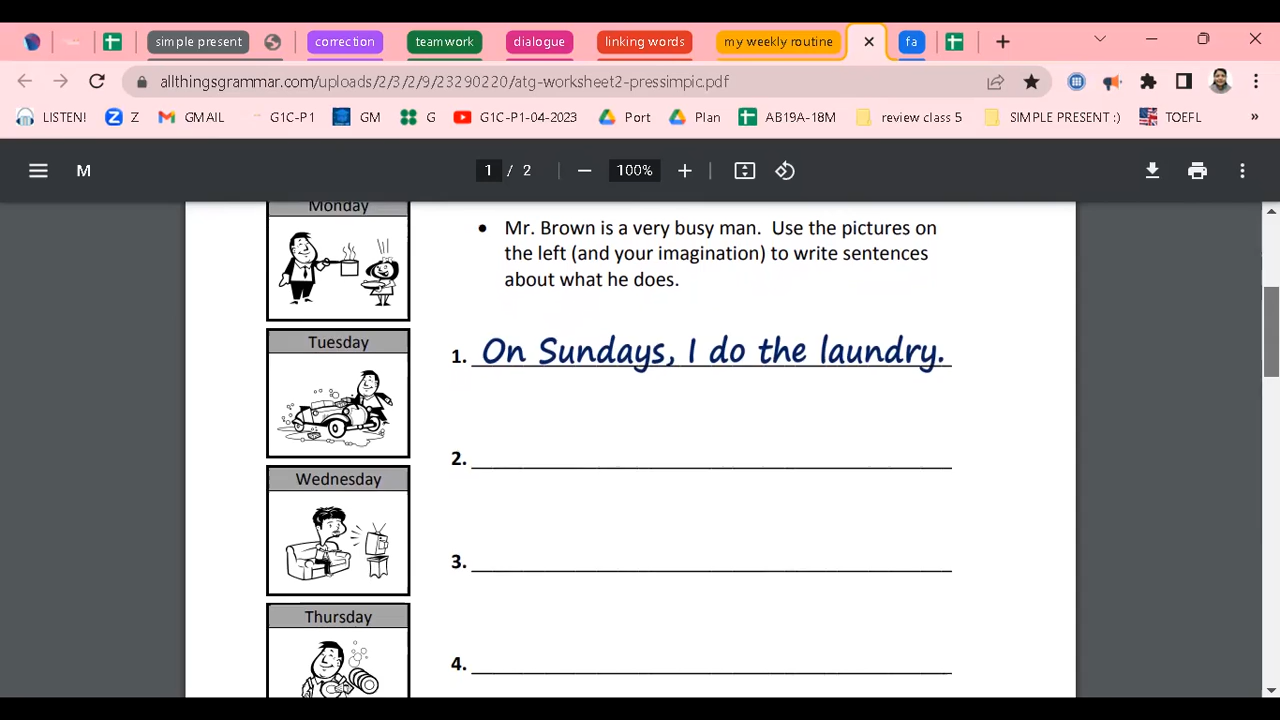 simple present
correction
teamwork
dialogue
linking words
my weekly routine
fa
allthingsgrammar.com/uploads/2/3/2/9/23290220/atg-worksheet2-pressimpic.pdf
LISTEN!
Z
GMAIL
G1C-P1
GM
G
G1C-P1-04-2023
Port
Plan
AB19A-18M
review class 5
SIMPLE PRESENT :)
TOEFL
»
M
1 / 2
100%
Monday
• Mr. Brown is a very busy man. Use the pictures on
the left (and your imagination) to write sentences
about what he does.
Tuesday
1. On Sundays, I do the laundry.
2.
Wednesday
3.
Thursday
4.